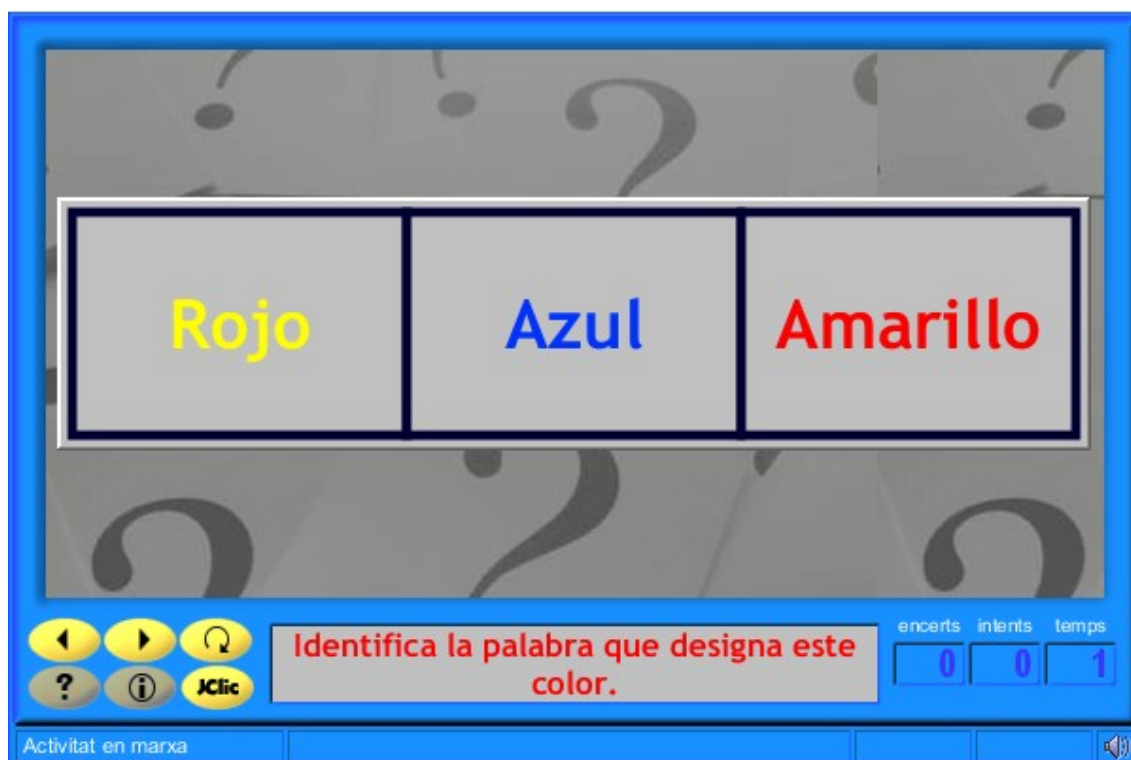 Rojo Azul Amarillo
Identifica la palabra que designa este
color.
encerts intents temps
0 0 1
? i JClic
Activitat en marxa